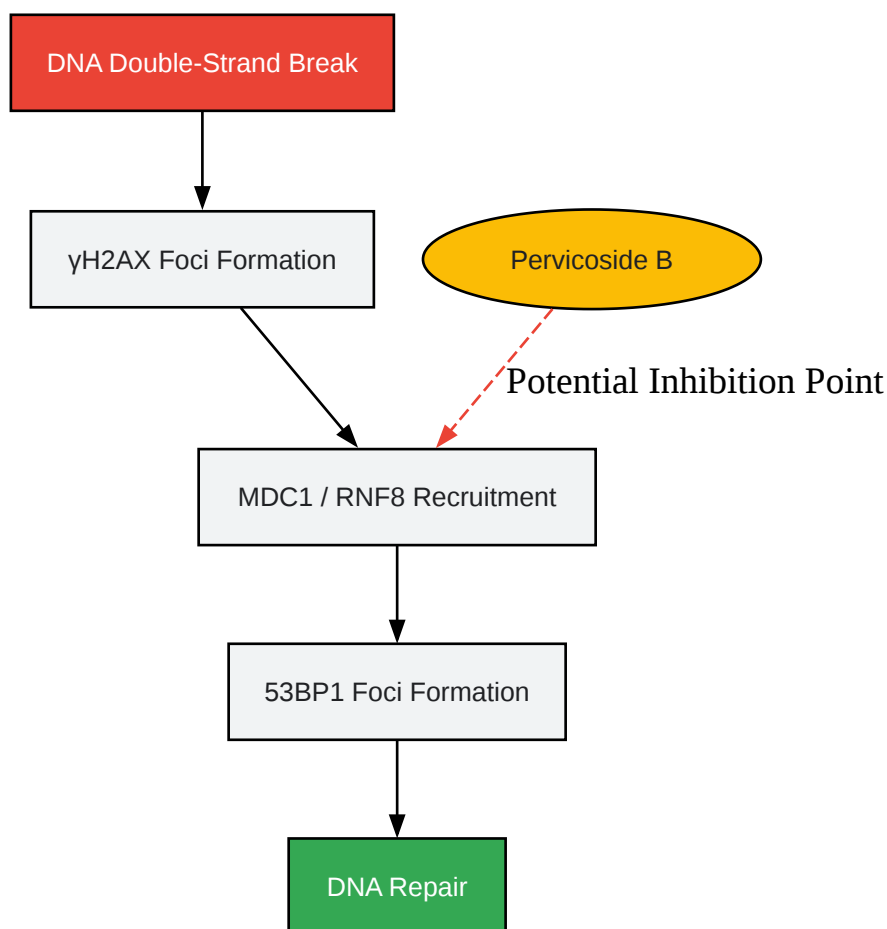 DNA Double-Strand Break
γH2AX Foci Formation
Pervicoside B
Potential Inhibition Point
MDC1 / RNF8 Recruitment
53BP1 Foci Formation
DNA Repair